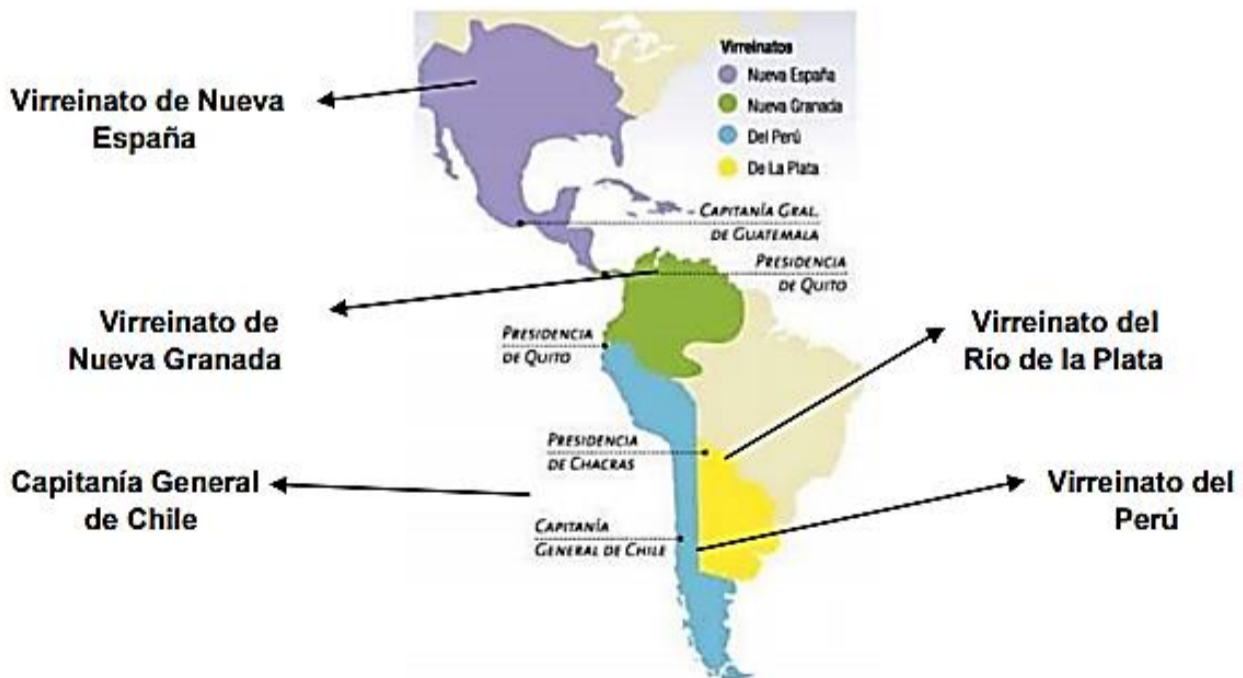 Virreinatos
Nueva España
Nueva Granada
Del Perú
De La Plata
Virreinato de Nueva
España
CAPITANÍA GRAL.
DE GUATEMALA
PRESIDENCIA
DE QUITO
Virreinato de
Nueva Granada
PRESIDENCIA
DE QUITO
Virreinato del
Río de la Plata
PRESIDENCIA
DE CHACRAS
Capitanía General
de Chile
Virreinato del
Perú
CAPITANÍA
GENERAL DE CHILE